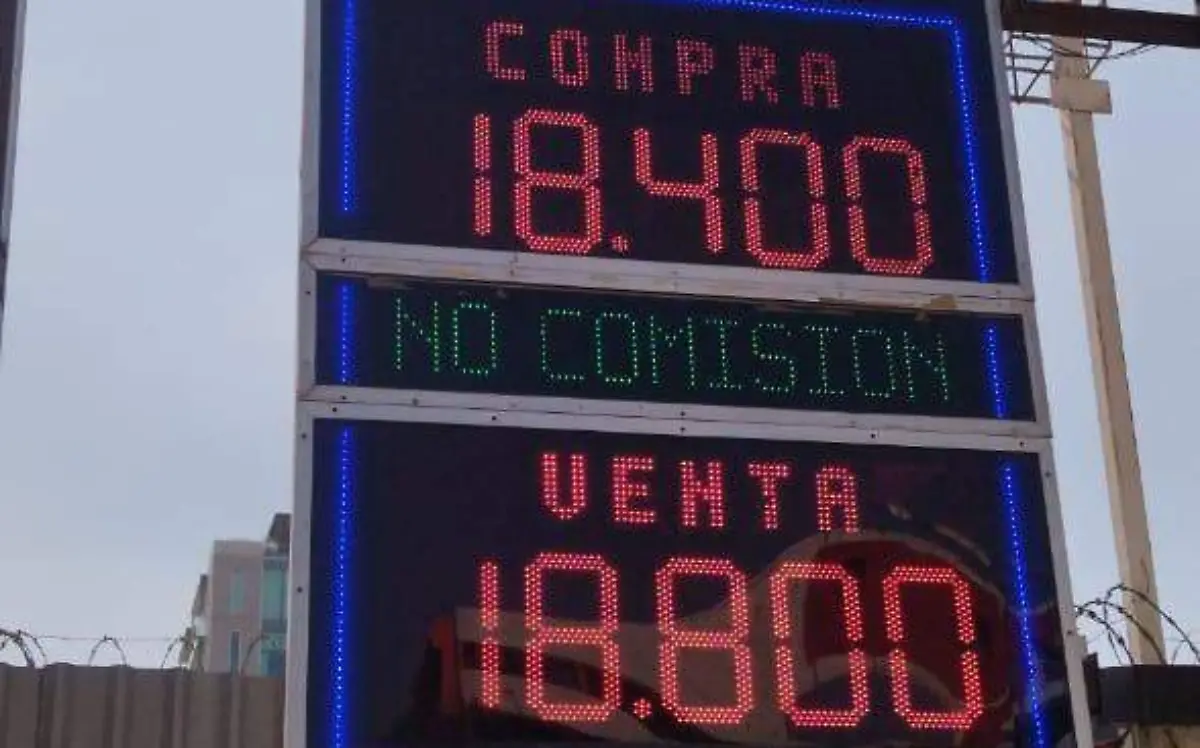 COMPRA
18.400
NO COMISION
VENTA
18.800